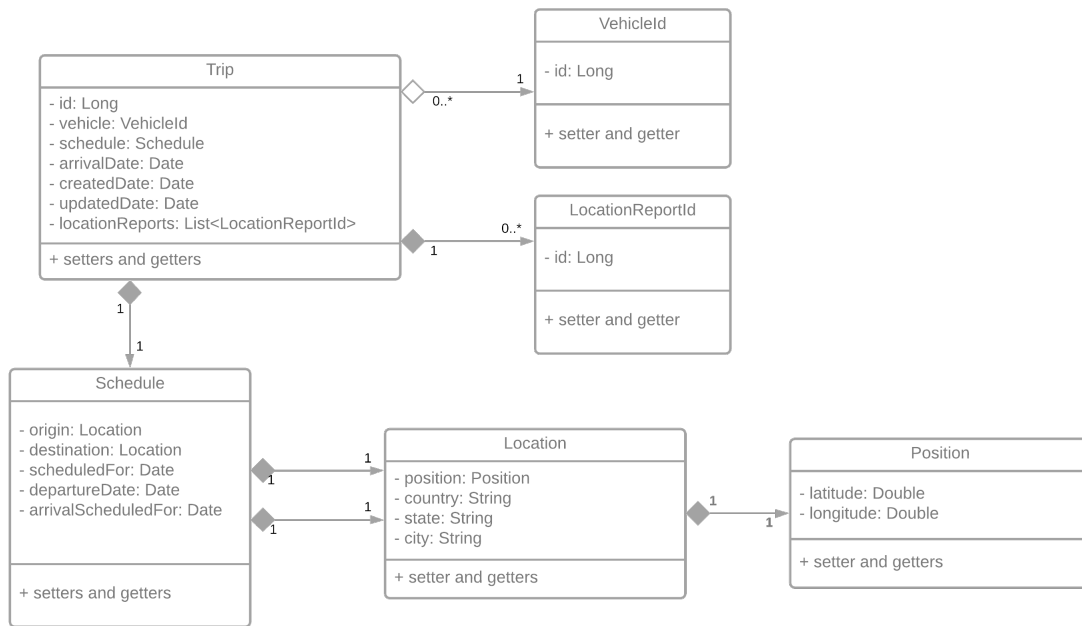 VehicleId
- id: Long
+ setter and getter
Trip
- id: Long
- vehicle: VehicleId
- schedule: Schedule
- arrivalDate: Date
- createdDate: Date
- updatedDate: Date
- locationReports: List<LocationReportId>
+ setters and getters
1
0..*
LocationReportId
- id: Long
+ setter and getter
0..*
1
1
1
Schedule
- origin: Location
- destination: Location
- scheduledFor: Date
- departureDate: Date
- arrivalScheduledFor: Date
+ setters and getters
1
1
1
1
Location
- position: Position
- country: String
- state: String
- city: String
+ setter and getters
1
1
Position
- latitude: Double
- longitude: Double
+ setter and getters